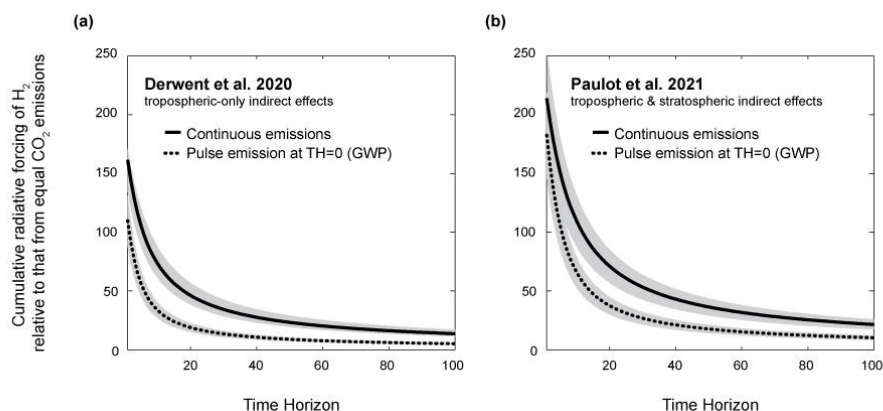 (a)
Cumulative radiative forcing of H2
relative to that from equal CO2 emissions
250
200
150
100
50
0
Derwent et al. 2020
tropospheric-only indirect effects
Continuous emissions
Pulse emission at TH=0 (GWP)
20
40
60
80
100
Time Horizon
(b)
250
200
150
100
50
0
Paulot et al. 2021
tropospheric & stratospheric indirect effects
Continuous emissions
Pulse emission at TH=0 (GWP)
20
40
60
80
100
Time Horizon